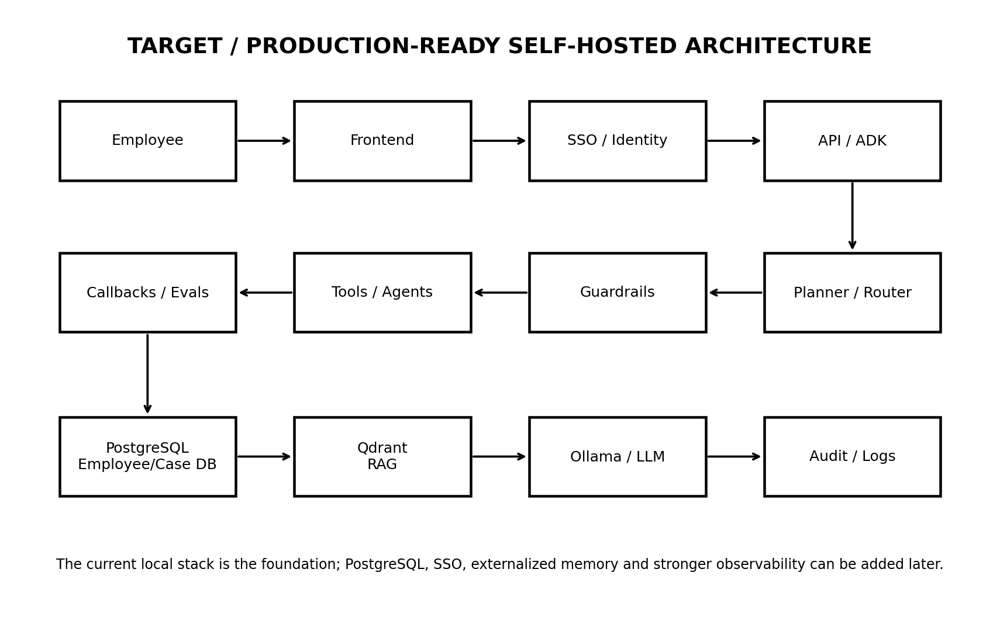 TARGET / PRODUCTION-READY SELF-HOSTED ARCHITECTURE
Employee
Frontend
SSO / Identity
API / ADK
Callbacks / Evals
Tools / Agents
Guardrails
Planner / Router
PostgreSQL
Employee/Case DB
Qdrant
RAG
Ollama / LLM
Audit / Logs
The current local stack is the foundation; PostgreSQL, SSO, externalized memory and stronger observability can be added later.